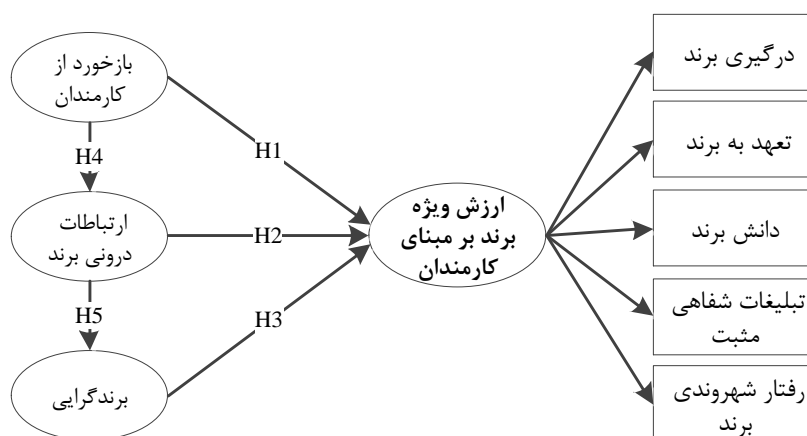 بازخورد از
کارمندان
H4
ارتباطات
درونی برند
H5
برندگرایی
H1
H2
H3
ارزش ویژه
برند بر مبنای
کارمندان
درگیری برند
تعهد به برند
دانش برند
تبلیغات شفاهی
مثبت
رفتار شهروندی
برند